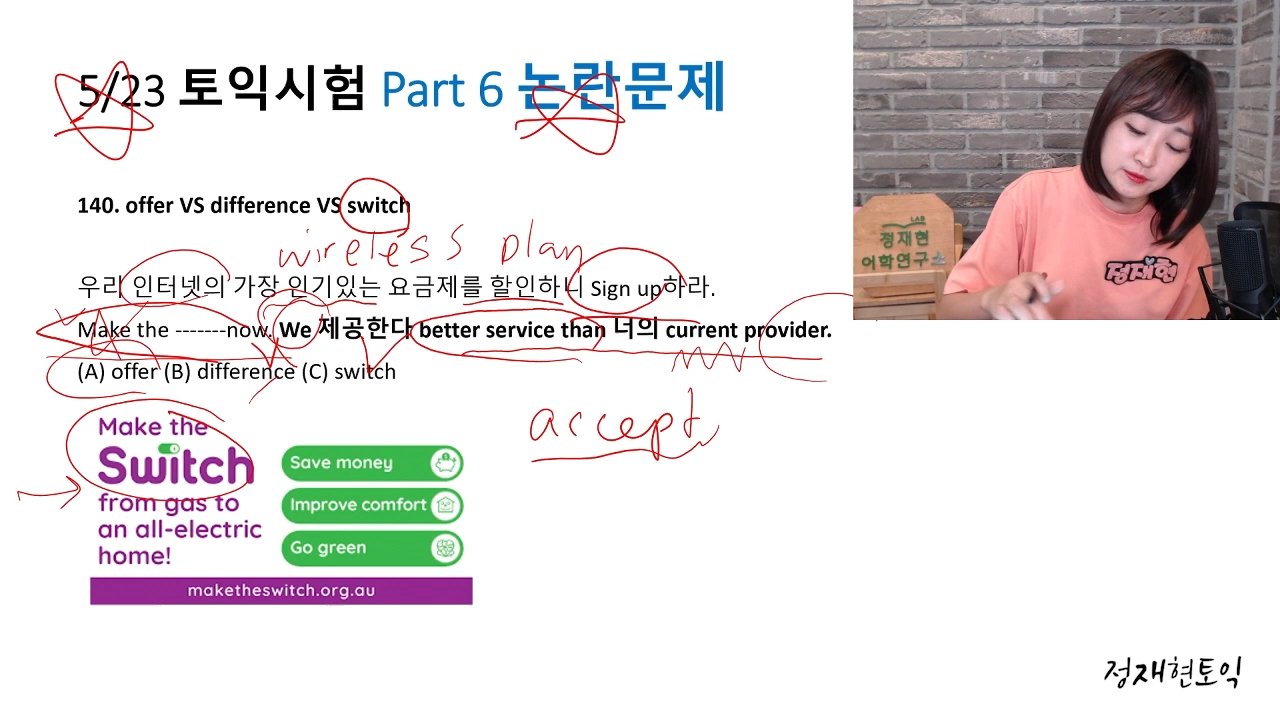 5/23 토익시험 Part 6 논란문제
140. offer VS difference VS switch
wireless plan
우리 인터넷의 가장 인기있는 요금제를 할인하니 Sign up하라.
Make the -------now. We 제공한다 better service than 너의 current provider.
(A) offer (B) difference (C) switch
accept
Make the
Switch
from gas to
an all-electric
home!
Save money
Improve comfort
Go green
maketheswitch.org.au
LAB
정재현
어학연구소
정재현
정재현토익